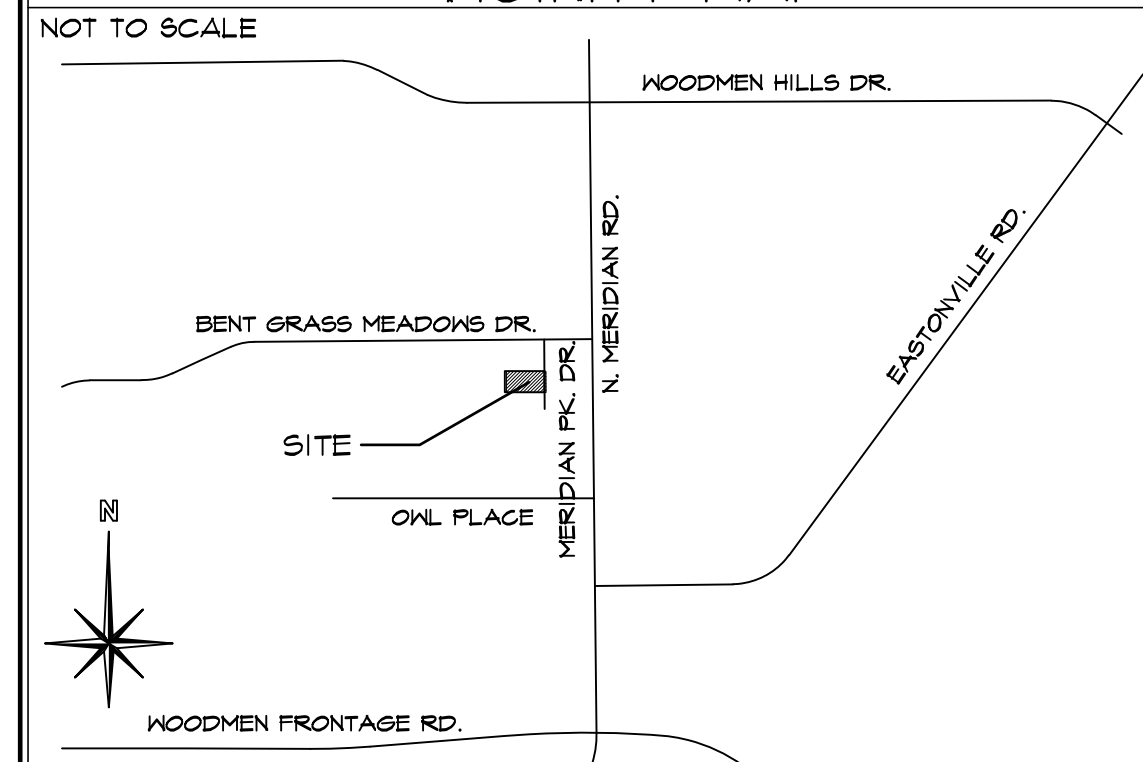 NOT TO SCALE
WOODMEN HILLS DR.
N. MERIDIAN RD.
EASTONVILLE RD.
BENT GRASS MEADOWS DR.
MERIDIAN PK. DR.
SITE
OWL PLACE
N
WOODMEN FRONTAGE RD.